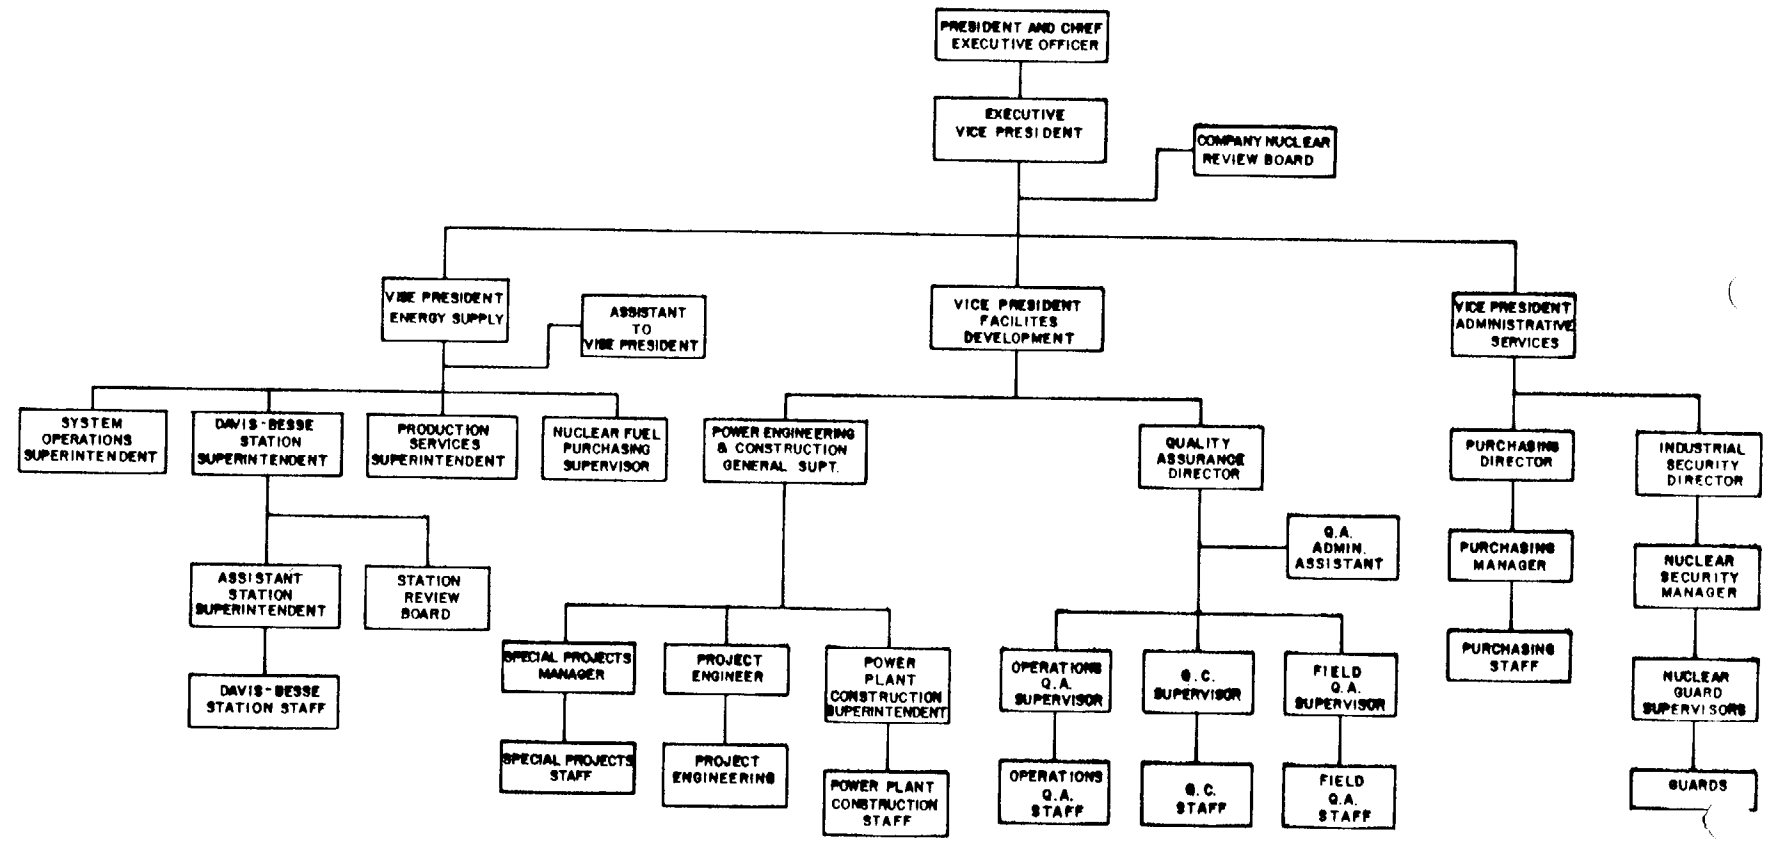 PRESIDENT AND CHIEF
EXECUTIVE OFFICER
EXECUTIVE
VICE PRESIDENT
COMPANY NUCLEAR
REVIEW BOARD
VICE PRESIDENT
ENERGY SUPPLY
ASSISTANT
TO
VICE PRESIDENT
VICE PRESIDENT
FACILITES
DEVELOPMENT
VICE PRESIDENT
ADMINISTRATIVE
SERVICES
SYSTEM
OPERATIONS
SUPERINTENDENT
DAVIS-BESSE
STATION
SUPERINTENDENT
PRODUCTION
SERVICES
SUPERINTENDENT
NUCLEAR FUEL
PURCHASING
SUPERVISOR
POWER ENGINEERING
& CONSTRUCTION
GENERAL SUPT.
QUALITY
ASSURANCE
DIRECTOR
PURCHASING
DIRECTOR
INDUSTRIAL
SECURITY
DIRECTOR
Q.A.
ADMIN.
ASSISTANT
PURCHASING
MANAGER
NUCLEAR
SECURITY
MANAGER
ASSISTANT
STATION
SUPERINTENDENT
STATION
REVIEW
BOARD
SPECIAL PROJECTS
MANAGER
PROJECT
ENGINEER
POWER
PLANT
CONSTRUCTION
SUPERINTENDENT
OPERATIONS
Q.A.
SUPERVISOR
Q.C.
SUPERVISOR
FIELD
Q.A.
SUPERVISOR
PURCHASING
STAFF
NUCLEAR
GUARD
SUPERVISORS
DAVIS-BESSE
STATION STAFF
SPECIAL PROJECTS
STAFF
PROJECT
ENGINEERING
POWER PLANT
CONSTRUCTION
STAFF
OPERATIONS
Q.A.
STAFF
Q.C.
STAFF
FIELD
Q.A.
STAFF
GUARDS